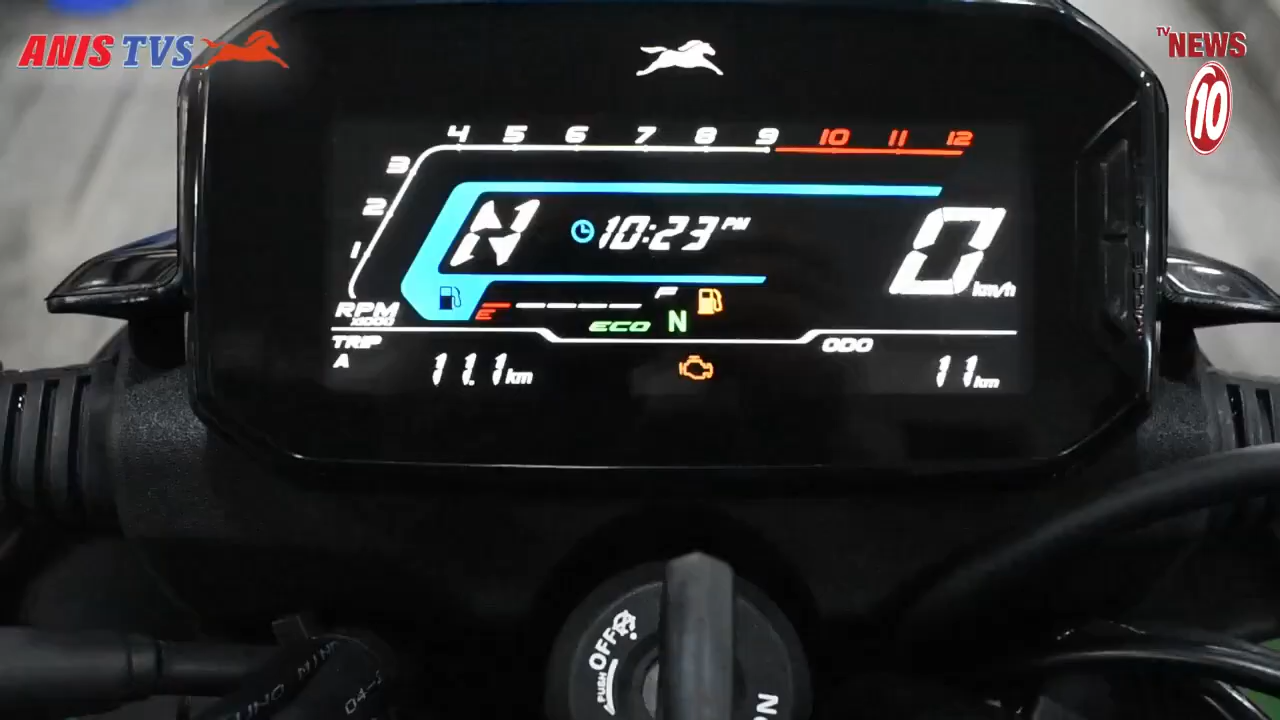 ANIS TVS
TV NEWS
10
1 2 3 4 5 6 7 8 9 10 11 12
N
10:23 PM
0 km/h
RPM
x1000
E F
ECO N
TRIP ODO
A 11.1 km 11 km
PUSH OFF